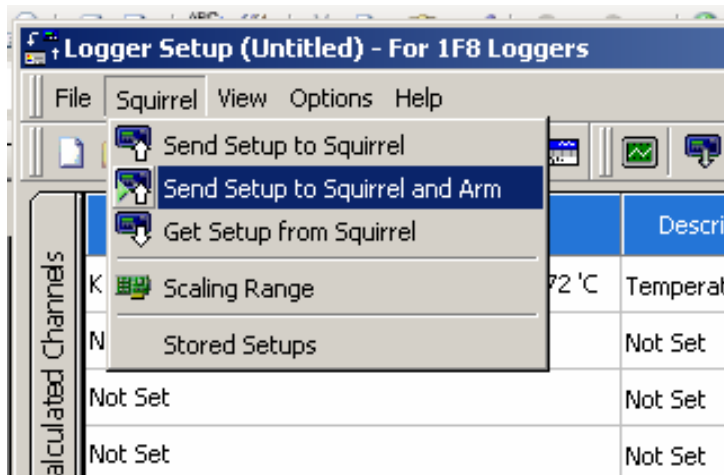 Logger Setup (Untitled) - For 1F8 Loggers
File Squirrel View Options Help
Send Setup to Squirrel
Send Setup to Squirrel and Arm
Get Setup from Squirrel
Scaling Range
Stored Setups
Descri
K 72 'C Temperat
N Not Set
Not Set Not Set
Not Set Not Set
alculated Channels